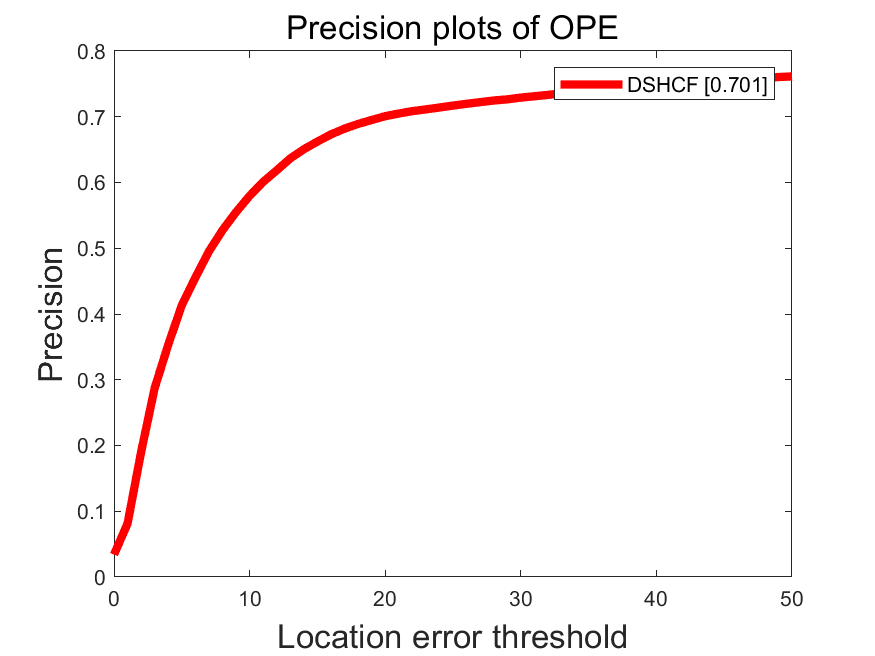 Precision plots of OPE
DSHCF [0.701]
Precision
0.8
0.7
0.6
0.5
0.4
0.3
0.2
0.1
0
0 10 20 30 40 50
Location error threshold